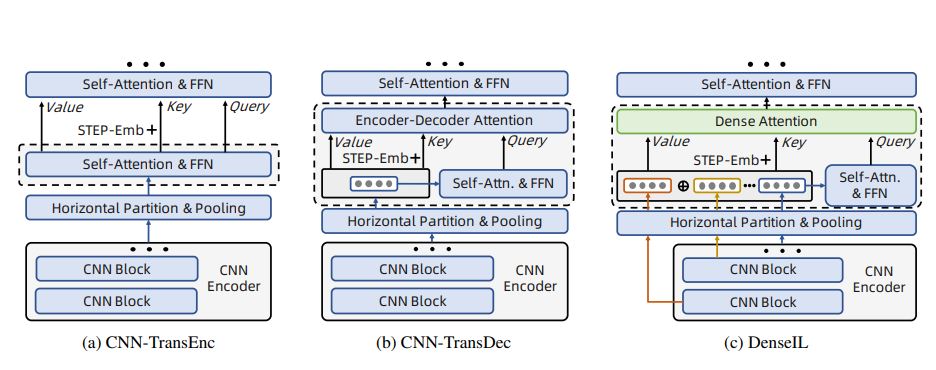 Self-Attention & FFN
Value
Key
Query
STEP-Emb+
Self-Attention & FFN
Horizontal Partition & Pooling
CNN Block
CNN Block
CNN
Encoder
(a) CNN-TransEnc
Self-Attention & FFN
Encoder-Decoder Attention
Value
Key
Query
STEP-Emb+
Self-Attn. & FFN
Horizontal Partition & Pooling
CNN Block
CNN Block
CNN
Encoder
(b) CNN-TransDec
Self-Attention & FFN
Dense Attention
Value
Key
Query
STEP-Emb+
Self-Attn.
& FFN
Horizontal Partition & Pooling
CNN Block
CNN Block
CNN
Encoder
(c) DenseIL